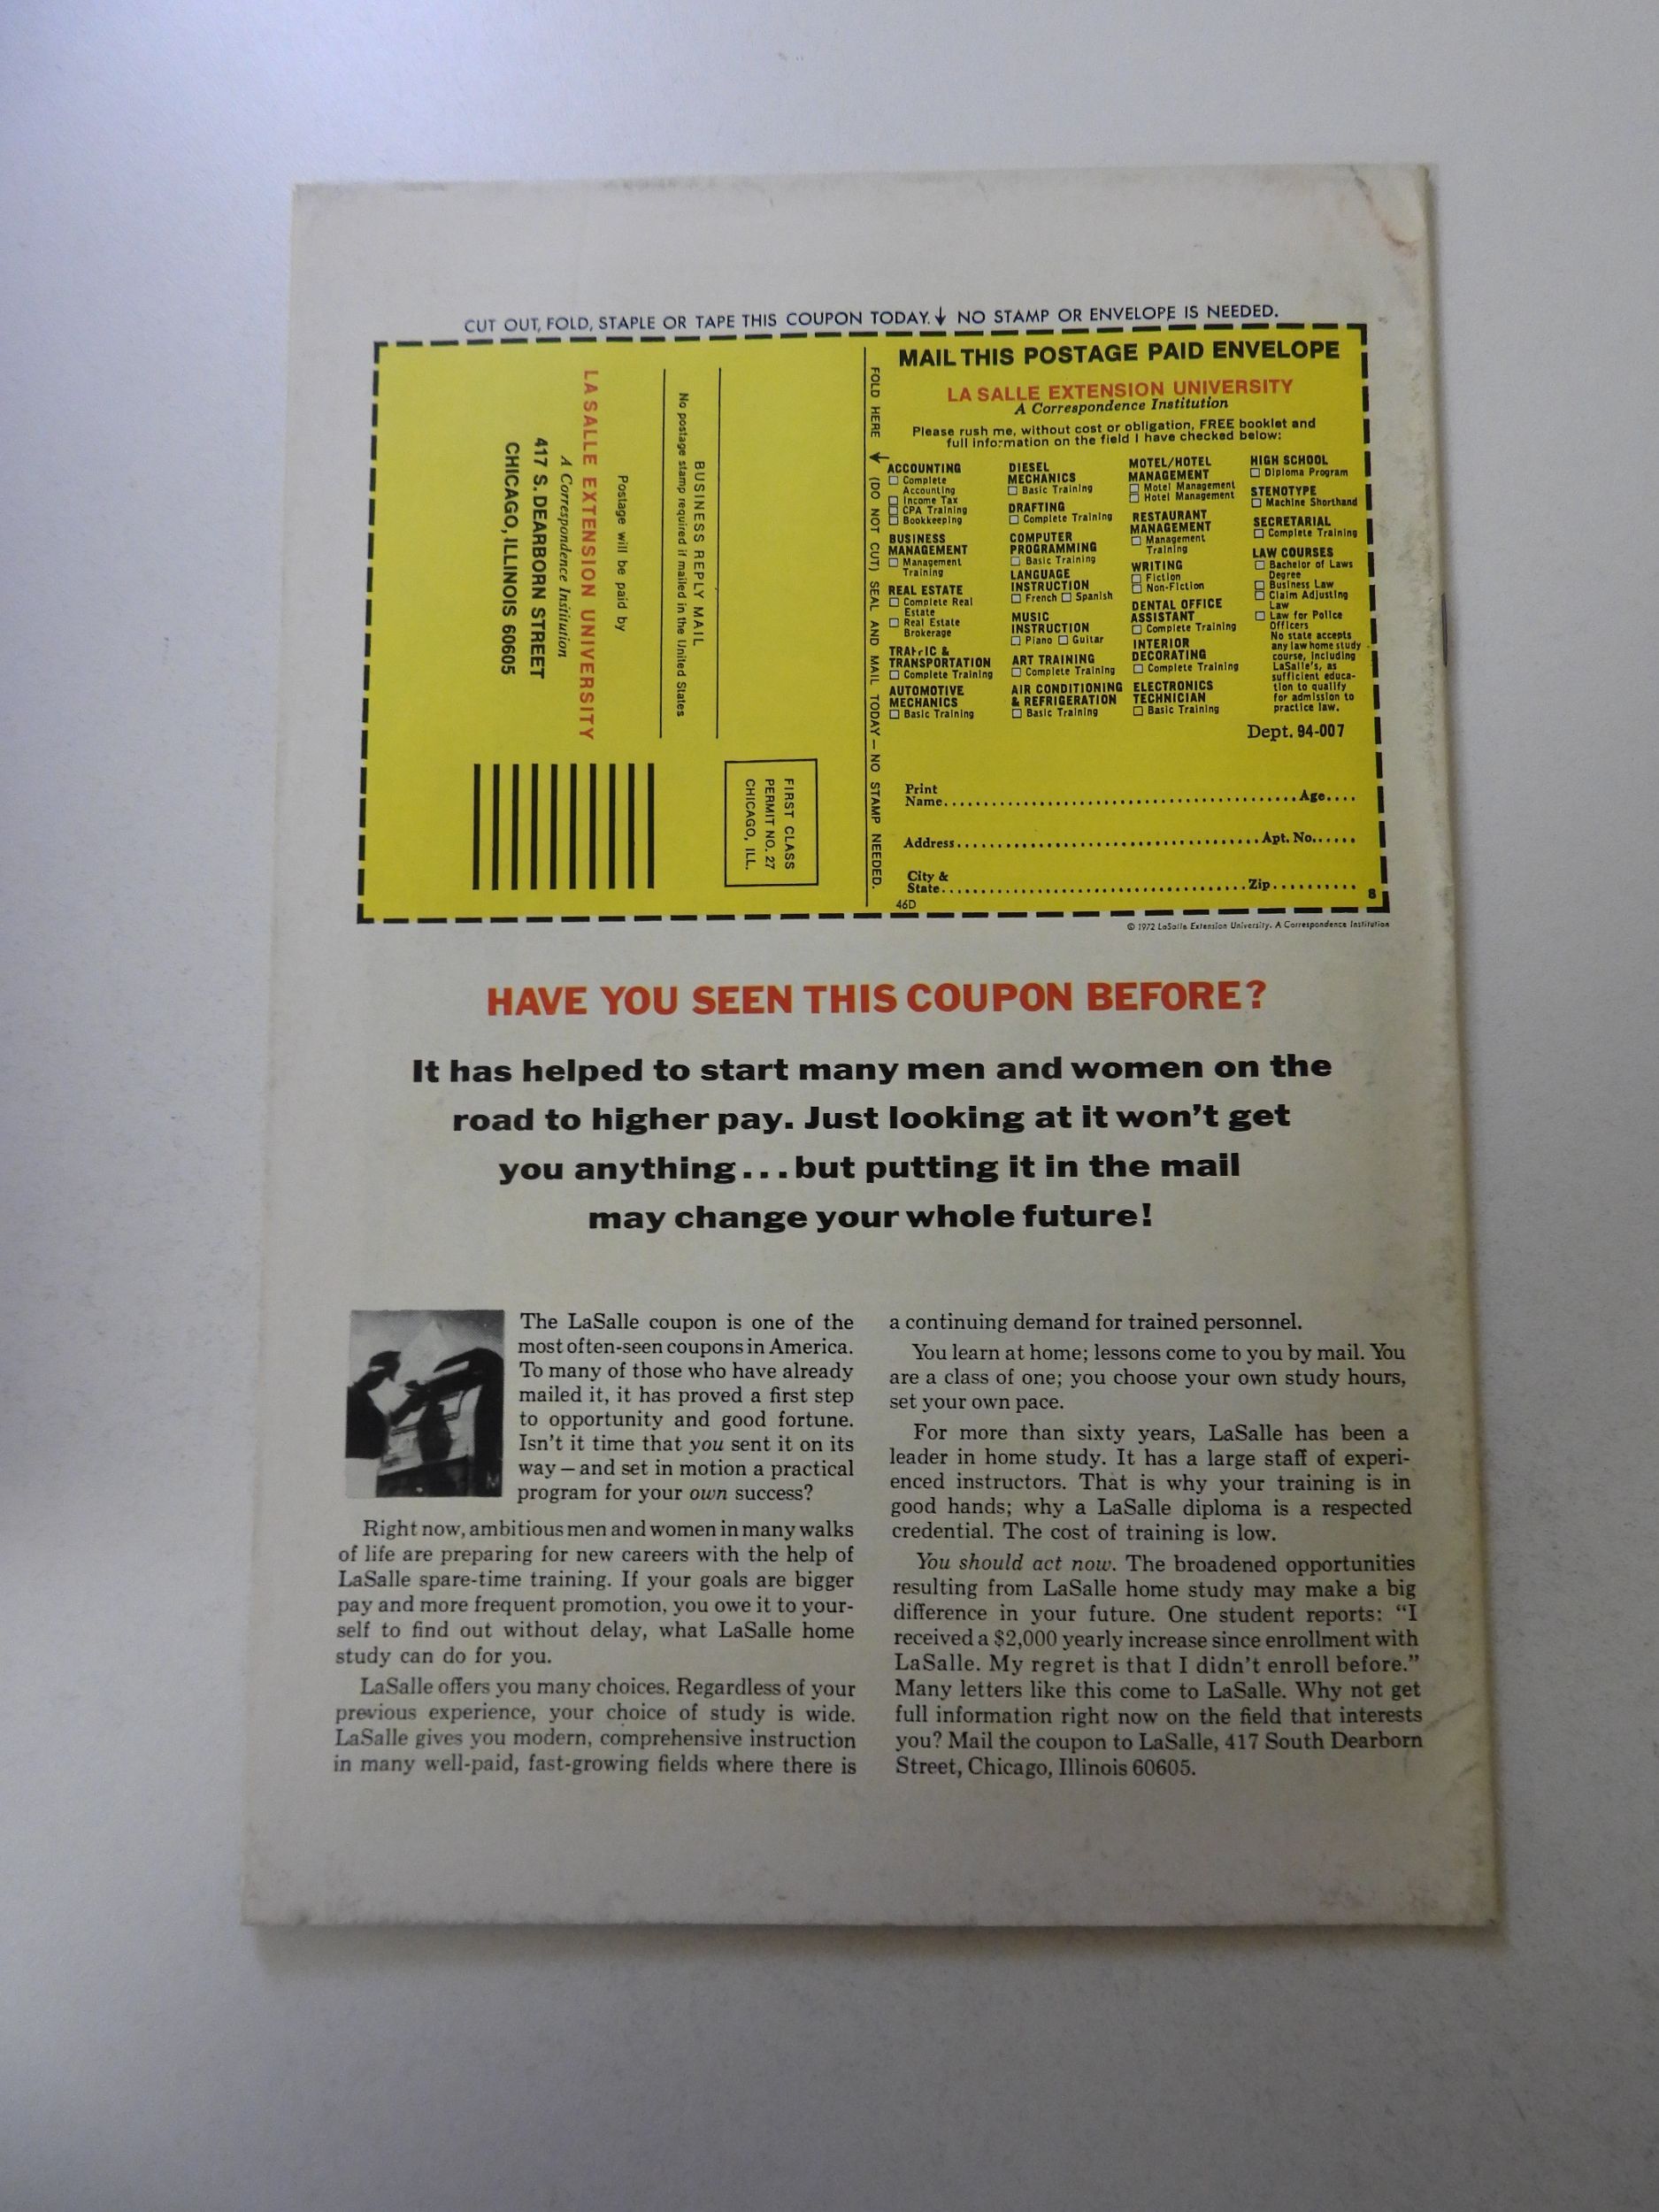 CUT OUT, FOLD, STAPLE OR TAPE THIS COUPON TODAY. ↓ NO STAMP OR ENVELOPE IS NEEDED.
LA SALLE EXTENSION UNIVERSITY
A Correspondence Institution
417 S. DEARBORN STREET
CHICAGO, ILLINOIS 60605
Postage will be paid by
No postage stamp required if mailed in the United States
BUSINESS REPLY MAIL
FIRST CLASS
PERMIT NO. 27
CHICAGO, ILL.
FOLD HERE ↓ (DO NOT CUT) SEAL AND MAIL TODAY — NO STAMP NEEDED.
MAIL THIS POSTAGE PAID ENVELOPE
LA SALLE EXTENSION UNIVERSITY
A Correspondence Institution
Please rush me, without cost or obligation, FREE booklet and
full information on the field I have checked below:
ACCOUNTING
☐ Complete
Accounting
☐ Income Tax
☐ CPA Training
☐ Bookkeeping
BUSINESS
MANAGEMENT
☐ Management
Training
REAL ESTATE
☐ Complete Real
Estate
☐ Real Estate
Brokerage
TRAFFIC &
TRANSPORTATION
☐ Complete Training
AUTOMOTIVE
MECHANICS
☐ Basic Training
DIESEL
MECHANICS
☐ Basic Training
DRAFTING
☐ Complete Training
COMPUTER
PROGRAMMING
☐ Basic Training
LANGUAGE
INSTRUCTION
☐ French ☐ Spanish
MUSIC
INSTRUCTION
☐ Piano ☐ Guitar
ART TRAINING
☐ Complete Training
AIR CONDITIONING
& REFRIGERATION
☐ Basic Training
MOTEL/HOTEL
MANAGEMENT
☐ Motel Management
☐ Hotel Management
RESTAURANT
MANAGEMENT
☐ Management
Training
WRITING
☐ Fiction
☐ Non-Fiction
DENTAL OFFICE
ASSISTANT
☐ Complete Training
INTERIOR
DECORATING
☐ Complete Training
ELECTRONICS
TECHNICIAN
☐ Basic Training
HIGH SCHOOL
☐ Diploma Program
STENOTYPE
☐ Machine Shorthand
SECRETARIAL
☐ Complete Training
LAW COURSES
☐ Bachelor of Laws
Degree
☐ Business Law
☐ Claim Adjusting
Law
☐ Law for Police
Officers
No state accepts
any law home study
course, including
LaSalle's, as
sufficient educa-
tion to qualify
for admission to
practice law.
Dept. 94-007
Print
Name.......... Age....
Address.......... Apt. No......
City &
State.......... Zip..........
46D
8
© 1972 LaSalle Extension University. A Correspondence Institution
HAVE YOU SEEN THIS COUPON BEFORE?
It has helped to start many men and women on the
road to higher pay. Just looking at it won't get
you anything...but putting it in the mail
may change your whole future!
The LaSalle coupon is one of the
most often-seen coupons in America.
To many of those who have already
mailed it, it has proved a first step
to opportunity and good fortune.
Isn't it time that you sent it on its
way — and set in motion a practical
program for your own success?
Right now, ambitious men and women in many walks
of life are preparing for new careers with the help of
LaSalle spare-time training. If your goals are bigger
pay and more frequent promotion, you owe it to your-
self to find out without delay, what LaSalle home
study can do for you.
LaSalle offers you many choices. Regardless of your
previous experience, your choice of study is wide.
LaSalle gives you modern, comprehensive instruction
in many well-paid, fast-growing fields where there is
a continuing demand for trained personnel.
You learn at home; lessons come to you by mail. You
are a class of one; you choose your own study hours,
set your own pace.
For more than sixty years, LaSalle has been a
leader in home study. It has a large staff of experi-
enced instructors. That is why your training is in
good hands; why a LaSalle diploma is a respected
credential. The cost of training is low.
You should act now. The broadened opportunities
resulting from LaSalle home study may make a big
difference in your future. One student reports: "I
received a $2,000 yearly increase since enrollment with
LaSalle. My regret is that I didn't enroll before."
Many letters like this come to LaSalle. Why not get
full information right now on the field that interests
you? Mail the coupon to LaSalle, 417 South Dearborn
Street, Chicago, Illinois 60605.